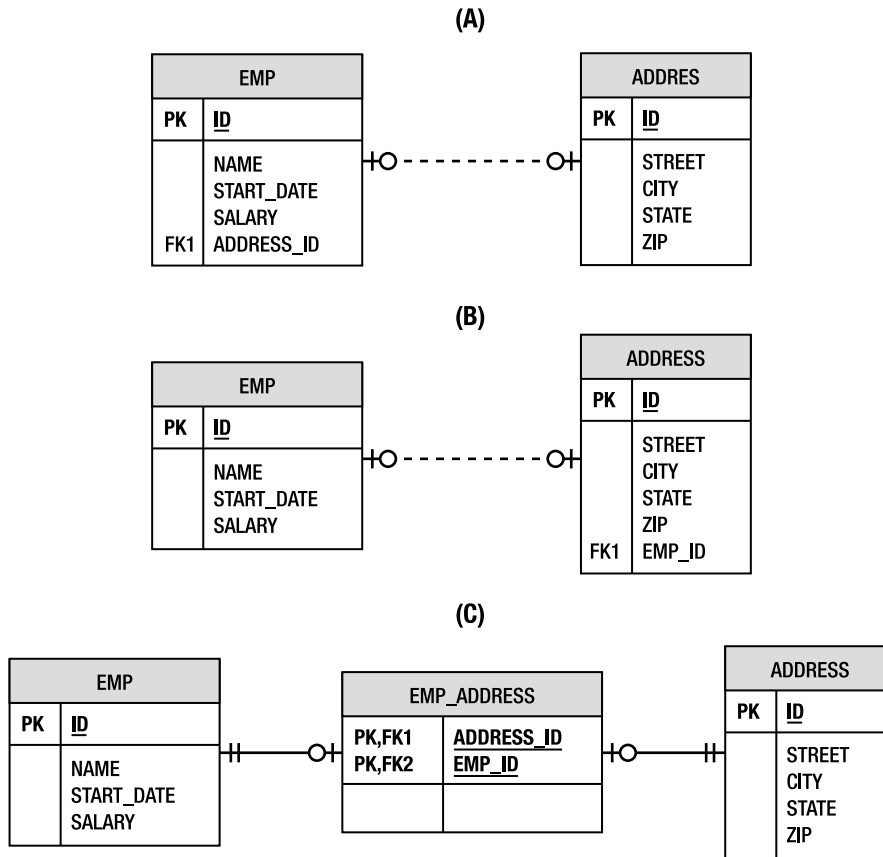 (A)
EMP
PK ID
NAME
START_DATE
SALARY
FK1 ADDRESS_ID
ADDRES
PK ID
STREET
CITY
STATE
ZIP
(B)
EMP
PK ID
NAME
START_DATE
SALARY
ADDRESS
PK ID
STREET
CITY
STATE
ZIP
FK1 EMP_ID
(C)
EMP
PK ID
NAME
START_DATE
SALARY
EMP_ADDRESS
PK,FK1 ADDRESS_ID
PK,FK2 EMP_ID
ADDRESS
PK ID
STREET
CITY
STATE
ZIP